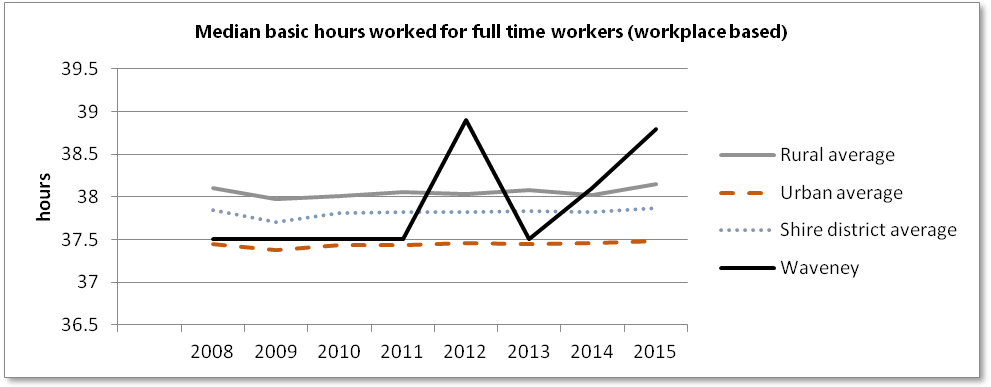 Median basic hours worked for full time workers (workplace based)
hours
39.5
39
38.5
38
37.5
37
36.5
2008 2009 2010 2011 2012 2013 2014 2015
Rural average
Urban average
Shire district average
Waveney